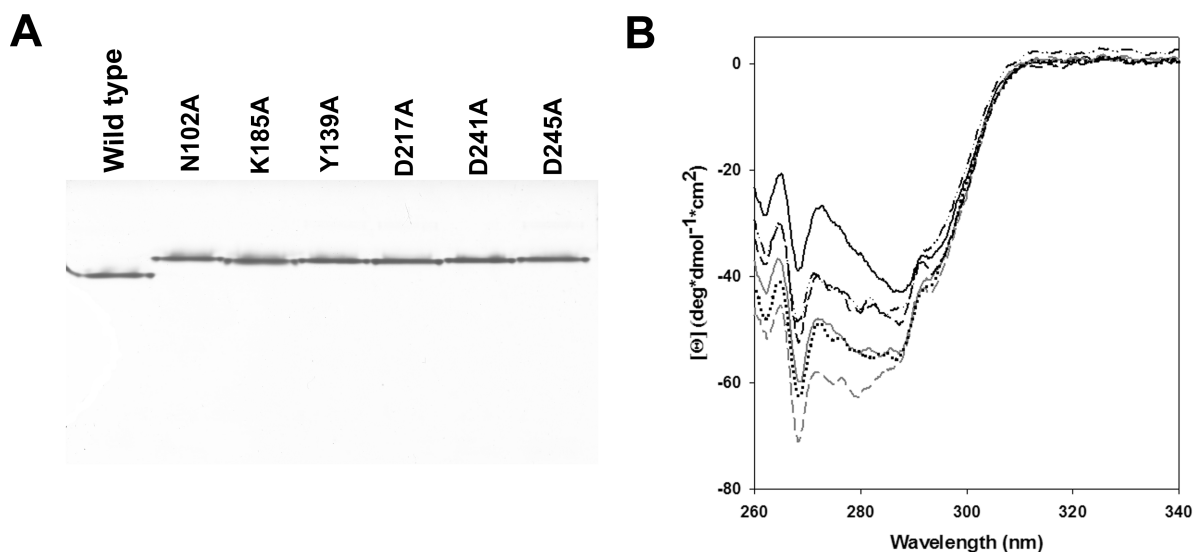 A
Wild type
N102A
K185A
Y139A
D217A
D241A
D245A
B
[Θ] (deg*dmol⁻¹*cm²)
0
-20
-40
-60
-80
260
280
300
320
340
Wavelength (nm)